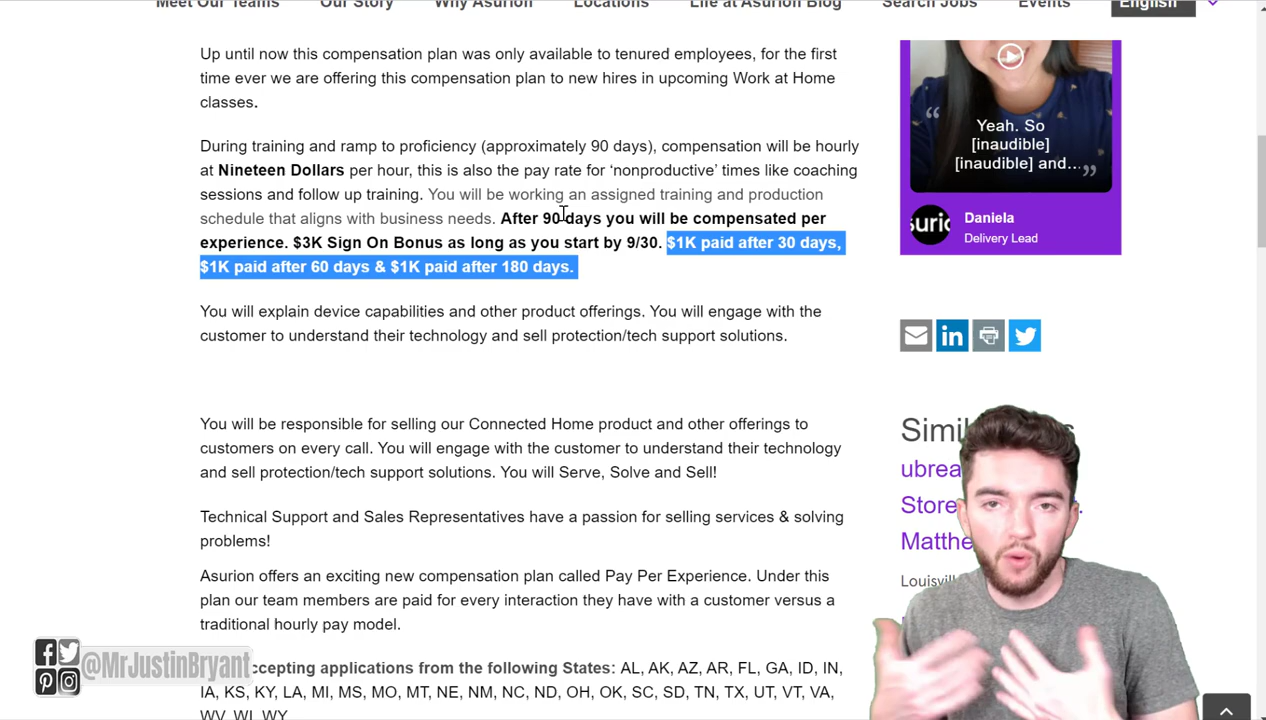 Meet Our Teams Our Story Why Asurion Locations Life at Asurion Blog Search Jobs Events English
Up until now this compensation plan was only available to tenured employees, for the first
time ever we are offering this compensation plan to new hires in upcoming Work at Home
classes.
During training and ramp to proficiency (approximately 90 days), compensation will be hourly
at Nineteen Dollars per hour, this is also the pay rate for ‘nonproductive’ times like coaching
sessions and follow up training. You will be working an assigned training and production
schedule that aligns with business needs. After 90 days you will be compensated per
experience. $3K Sign On Bonus as long as you start by 9/30. $1K paid after 30 days,
$1K paid after 60 days & $1K paid after 180 days.
You will explain device capabilities and other product offerings. You will engage with the
customer to understand their technology and sell protection/tech support solutions.
You will be responsible for selling our Connected Home product and other offerings to
customers on every call. You will engage with the customer to understand their technology
and sell protection/tech support solutions. You will Serve, Solve and Sell!
Technical Support and Sales Representatives have a passion for selling services & solving
problems!
Asurion offers an exciting new compensation plan called Pay Per Experience. Under this
plan our team members are paid for every interaction they have with a customer versus a
traditional hourly pay model.
ccepting applications from the following States: AL, AK, AZ, AR, FL, GA, ID, IN,
IA, KS, KY, LA, MI, MS, MO, MT, NE, NM, NC, ND, OH, OK, SC, SD, TN, TX, UT, VT, VA,
WV, WI, WY
“ Yeah. So
[inaudible]
[inaudible] and... ”
suric
Daniela
Delivery Lead
in
Simil s
ubrea
Store
Matthe
Louisvil
@MrJustinBryant